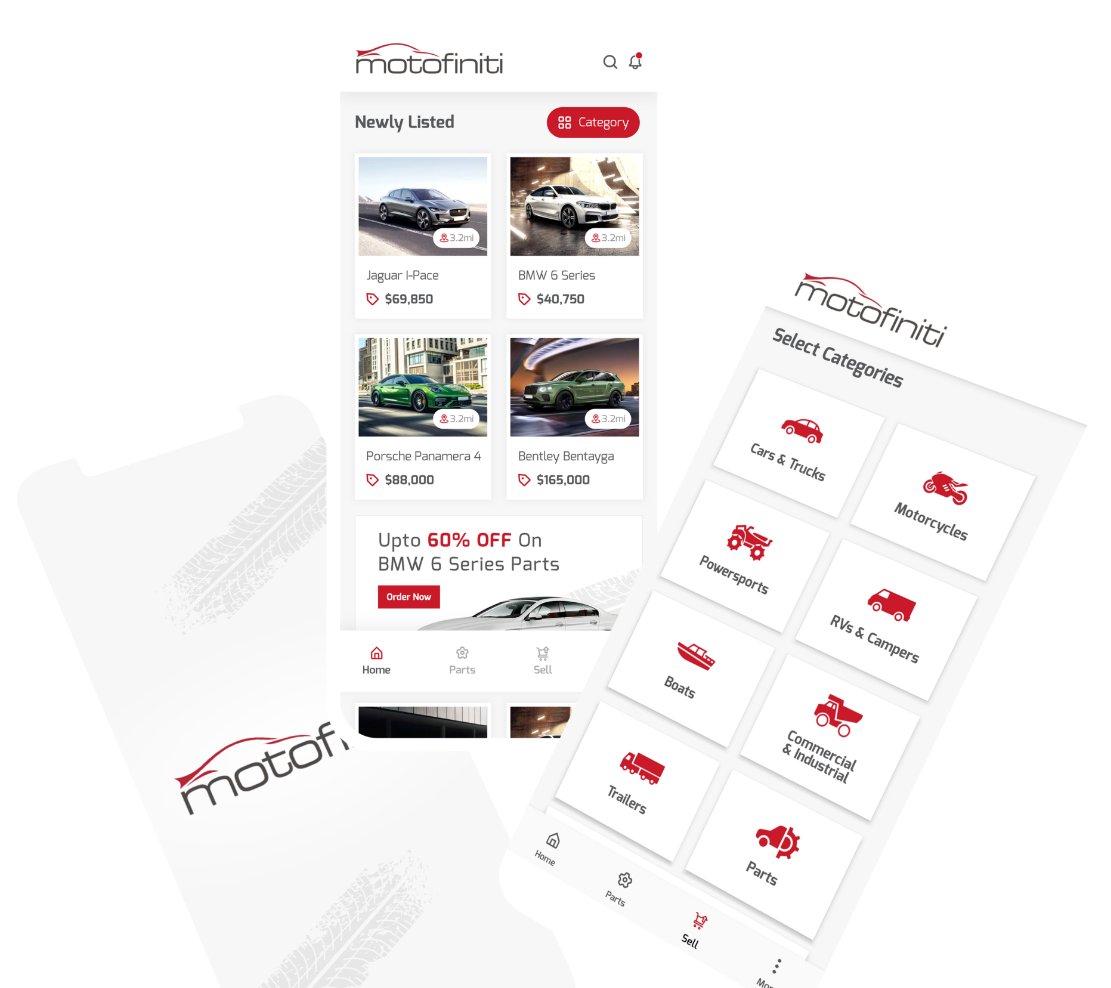 motofiniti
Newly Listed
Category
3.2mi
3.2mi
Jaguar I-Pace
BMW 6 Series
$69,850
$40,750
3.2mi
3.2mi
Porsche Panamera 4
Bentley Bentayga
$88,000
$165,000
Upto 60% OFF On
BMW 6 Series Parts
Order Now
Home
Parts
Sell
motofi
motofiniti
Select Categories
Cars & Trucks
Motorcycles
Powersports
RVs & Campers
Boats
Commercial
& Industrial
Trailers
Parts
Home
Parts
Sell